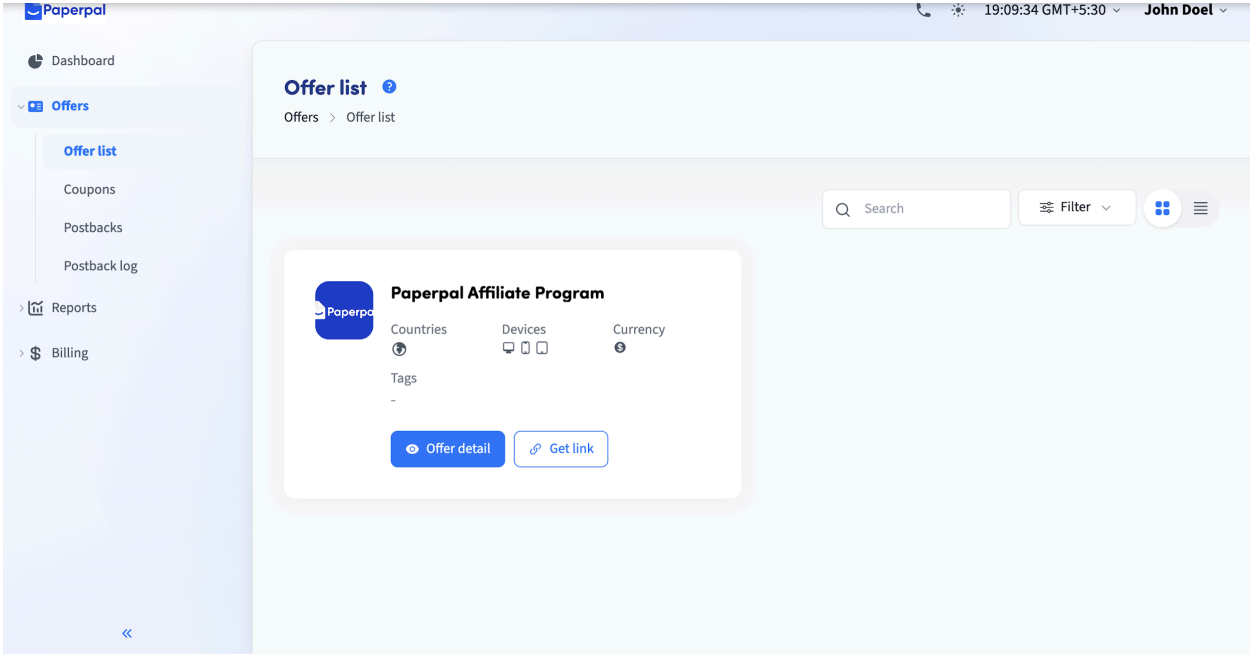 Paperpal
19:09:34 GMT+5:30
John Doel
Dashboard
Offers
Offer list
Coupons
Postbacks
Postback log
Reports
Billing
Offer list ?
Offers > Offer list
Search
Filter
Paperpa
Paperpal Affiliate Program
Countries Devices Currency
Tags
-
Offer detail Get link